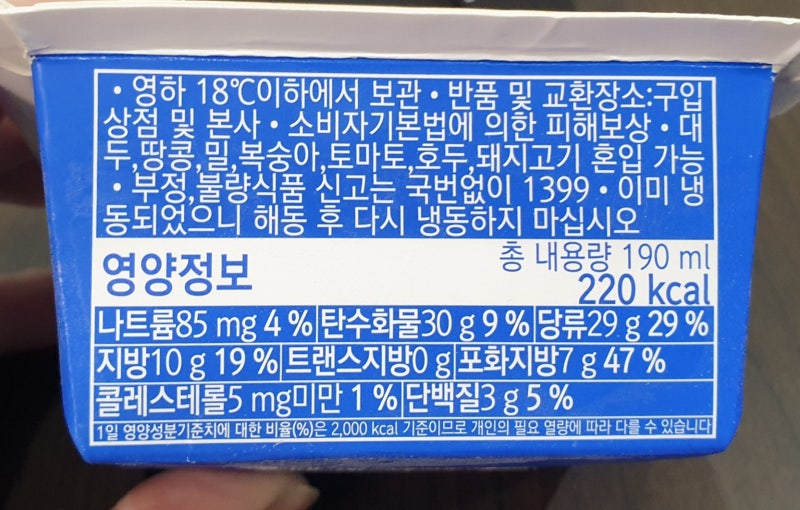 • 영하 18℃이하에서 보관 • 반품 및 교환장소:구입
상점 및 본사 • 소비자기본법에 의한 피해보상 • 대
두,땅콩,밀,복숭아,토마토,호두,돼지고기 혼입 가능
• 부정,불량식품 신고는 국번없이 1399 • 이미 냉
동되었으니 해동 후 다시 냉동하지 마십시오
영양정보
총 내용량 190 ml
220 kcal
나트륨85 mg 4 % 탄수화물30 g 9 % 당류29 g 29 %
지방10 g 19 % 트랜스지방0 g 포화지방7 g 47 %
콜레스테롤5 mg미만 1 % 단백질3 g 5 %
1일 영양성분기준치에 대한 비율(%)은 2,000 kcal 기준이므로 개인의 필요 열량에 따라 다를 수 있습니다